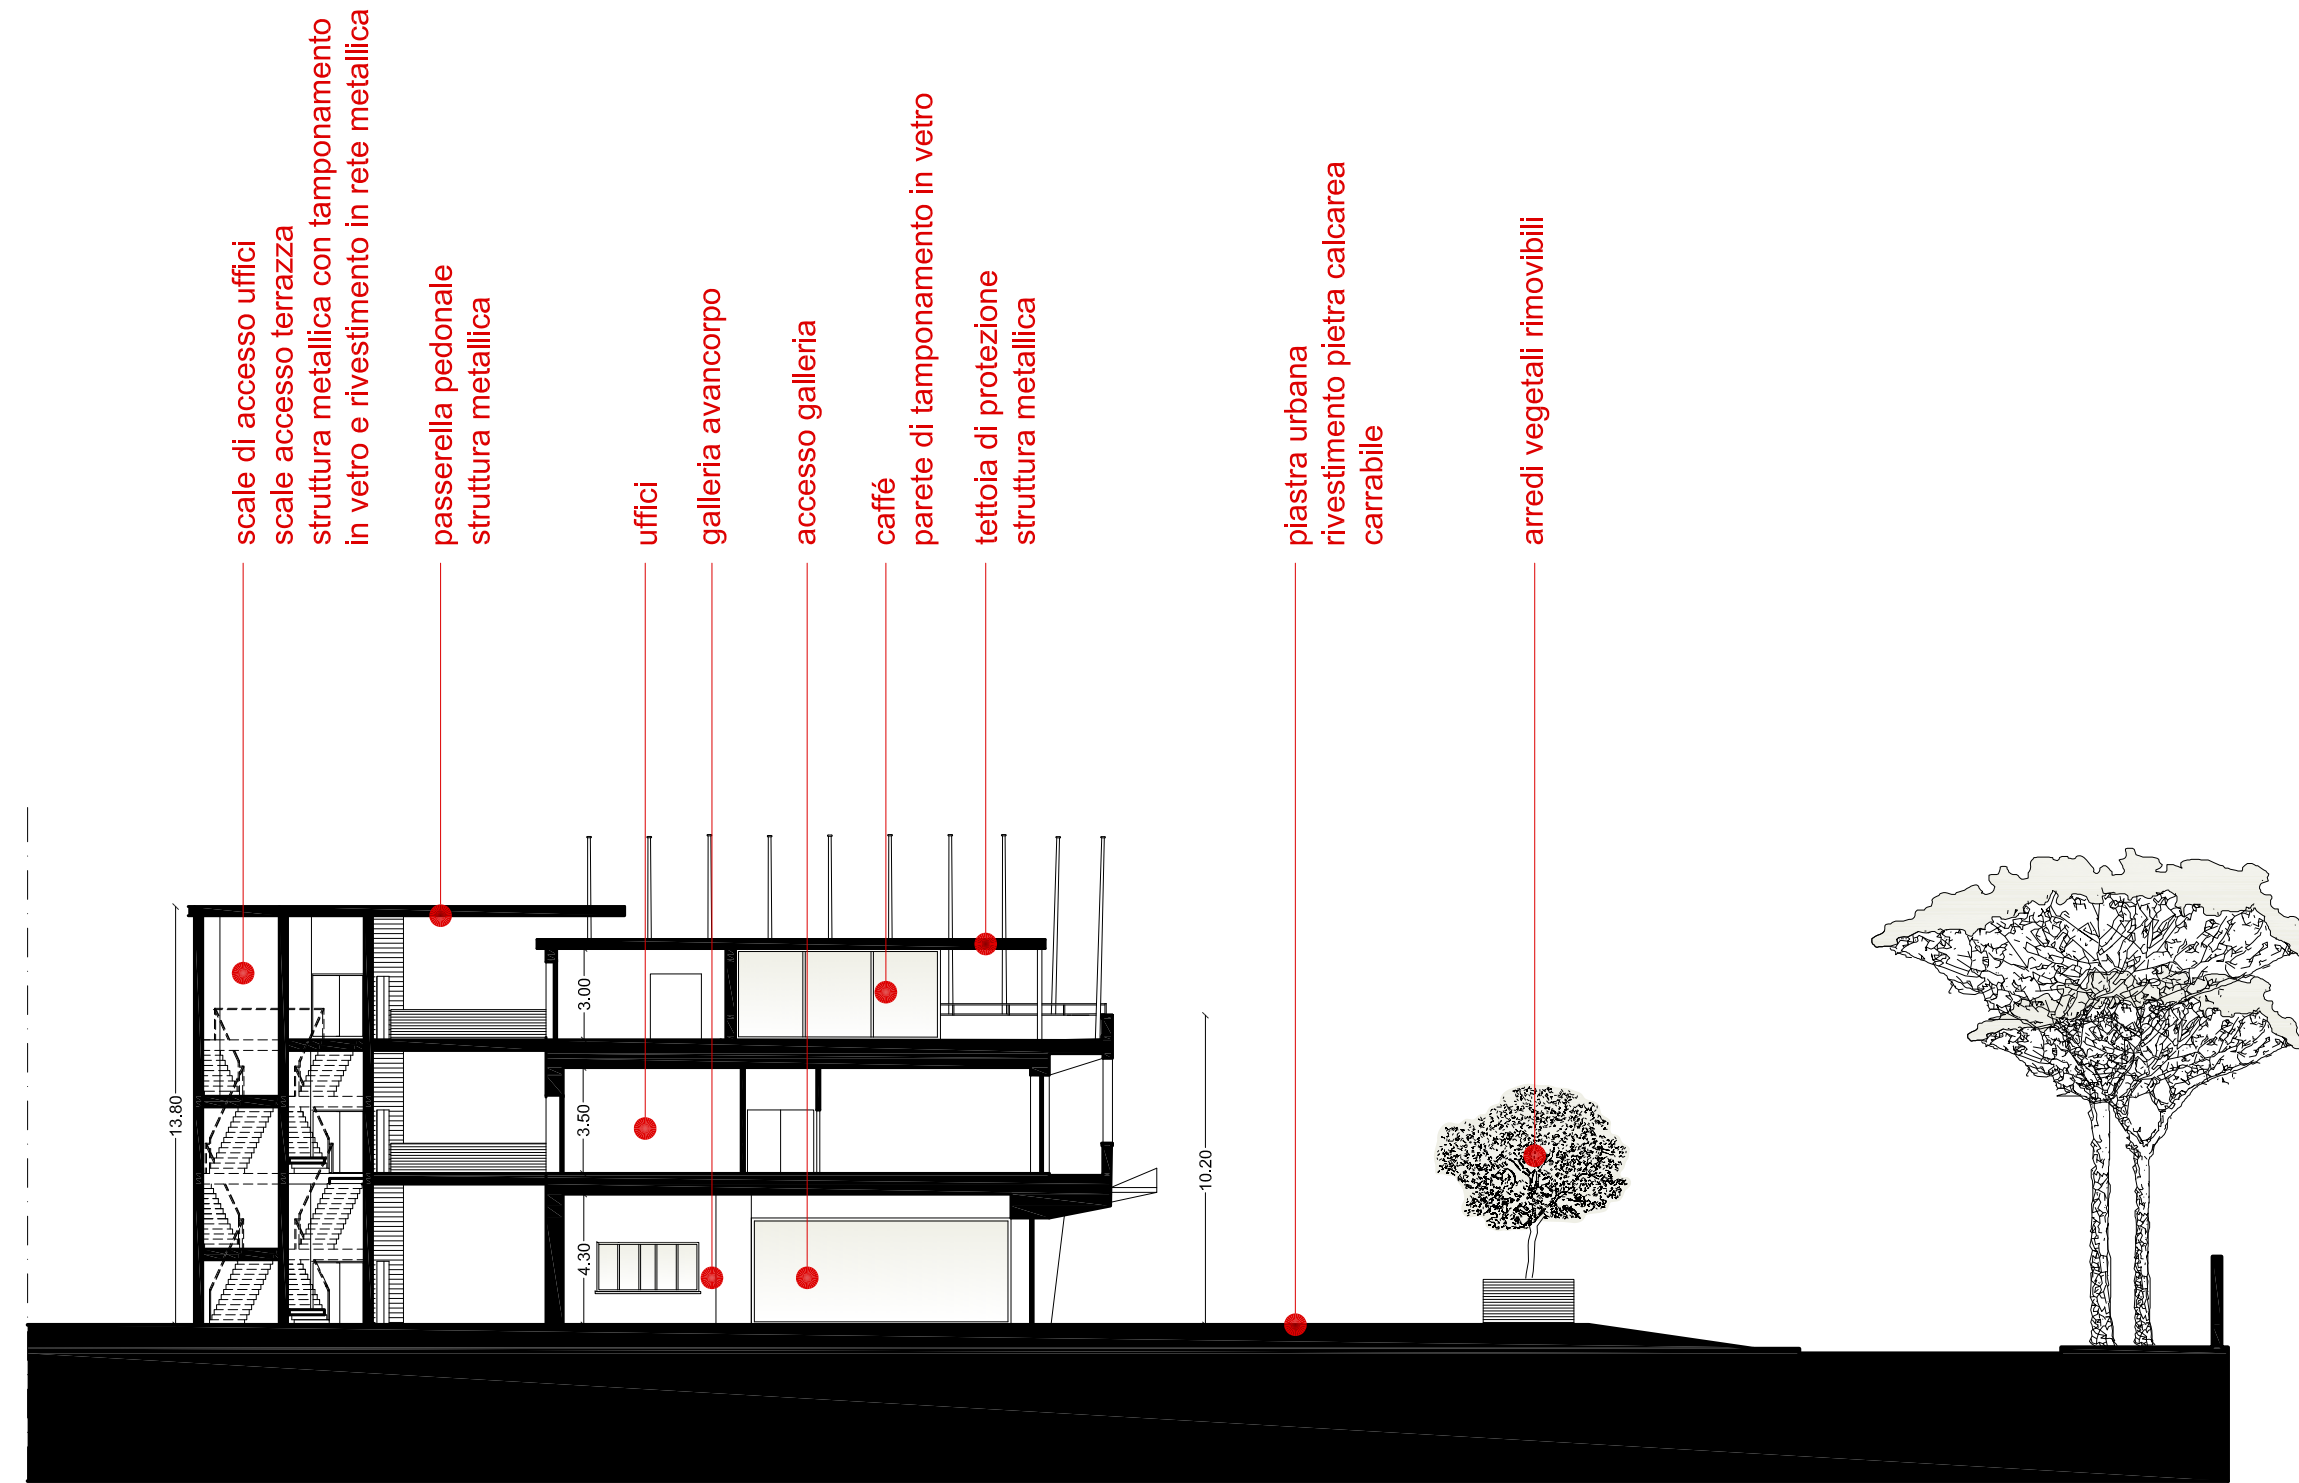 scale di accesso uffici
scale accesso terrazza
struttura metallica con tamponamento
in vetro e rivestimento in rete metallica
passerella pedonale
struttura metallica
uffici
galleria avancorpo
accesso galleria
caffé
parete di tamponamento in vetro
tettoia di protezione
struttura metallica
piastra urbana
rivestimento pietra calcarea
carrabile
arredi vegetali rimovibili
13.80
3.00
3.50
4.30
10.20